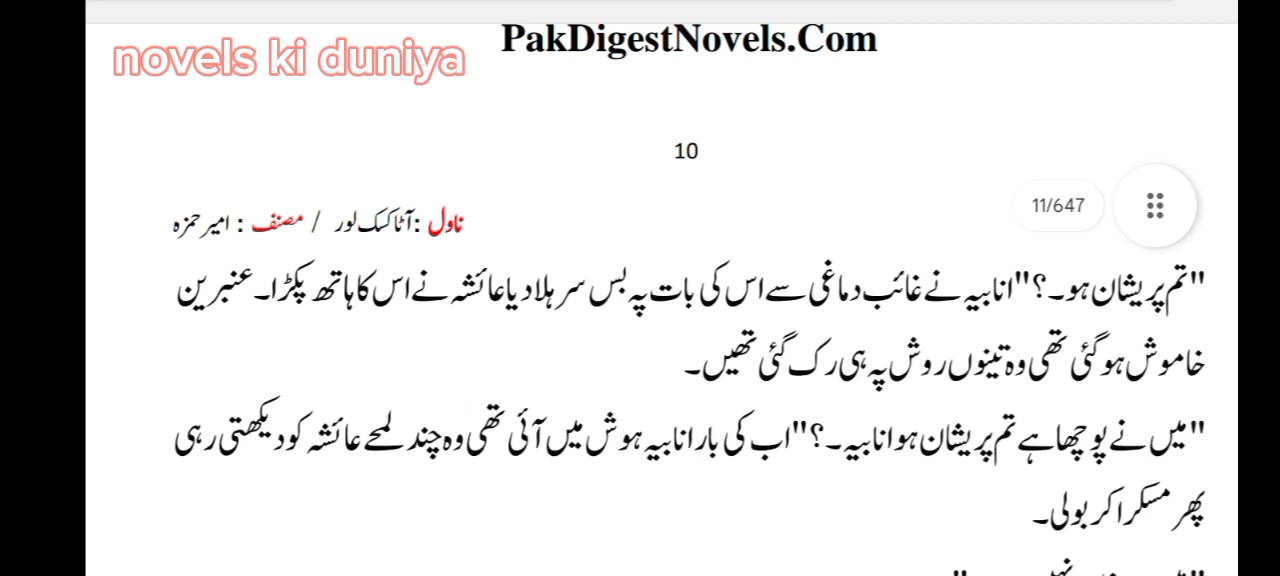 PakDigestNovels.Com
novels ki duniya
10
11/647
ناول :آٹاکسک لور / مصنف : امیر حمزہ
"تم پریشان ہو۔؟" انابیہ نے غائب دماغی سے اس کی بات پہ بس سر ہلا دیا عائشہ نے اس کا ہاتھ پکڑا۔ عنبرین
خاموش ہو گئی تھی وہ تینوں روش پہ ہی رک گئی تھیں۔
"میں نے پوچھا ہے تم پریشان ہو انابیہ۔؟" اب کی بار انابیہ ہوش میں آئی تھی وہ چند لمحے عائشہ کو دیکھتی رہی
پھر مسکرا کر بولی۔